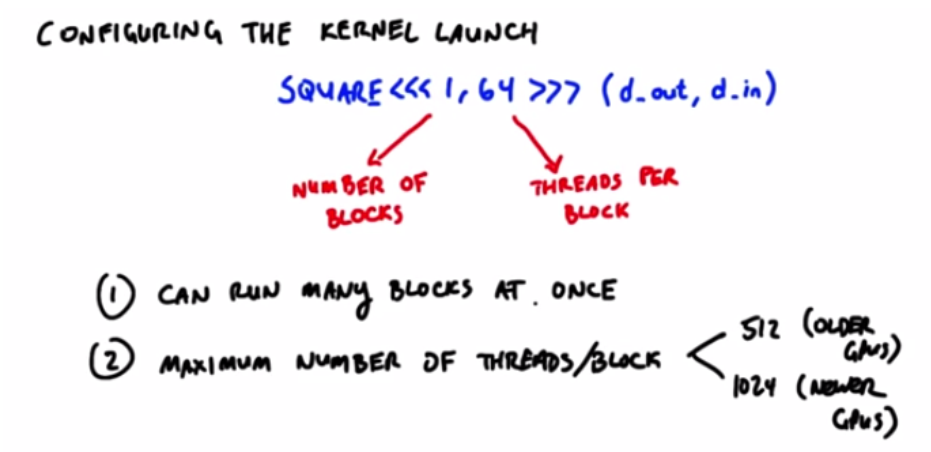 CONFIGURING THE KERNEL LAUNCH
SQUARE<<< 1, 64 >>> (d_out, d_in)
NUMBER OF
BLOCKS
THREADS PER
BLOCK
① CAN RUN MANY BLOCKS AT. ONCE
② MAXIMUM NUMBER OF THREADS/BLOCK
512 (OLDER
GPUs)
1024 (NEWER
GPUs)